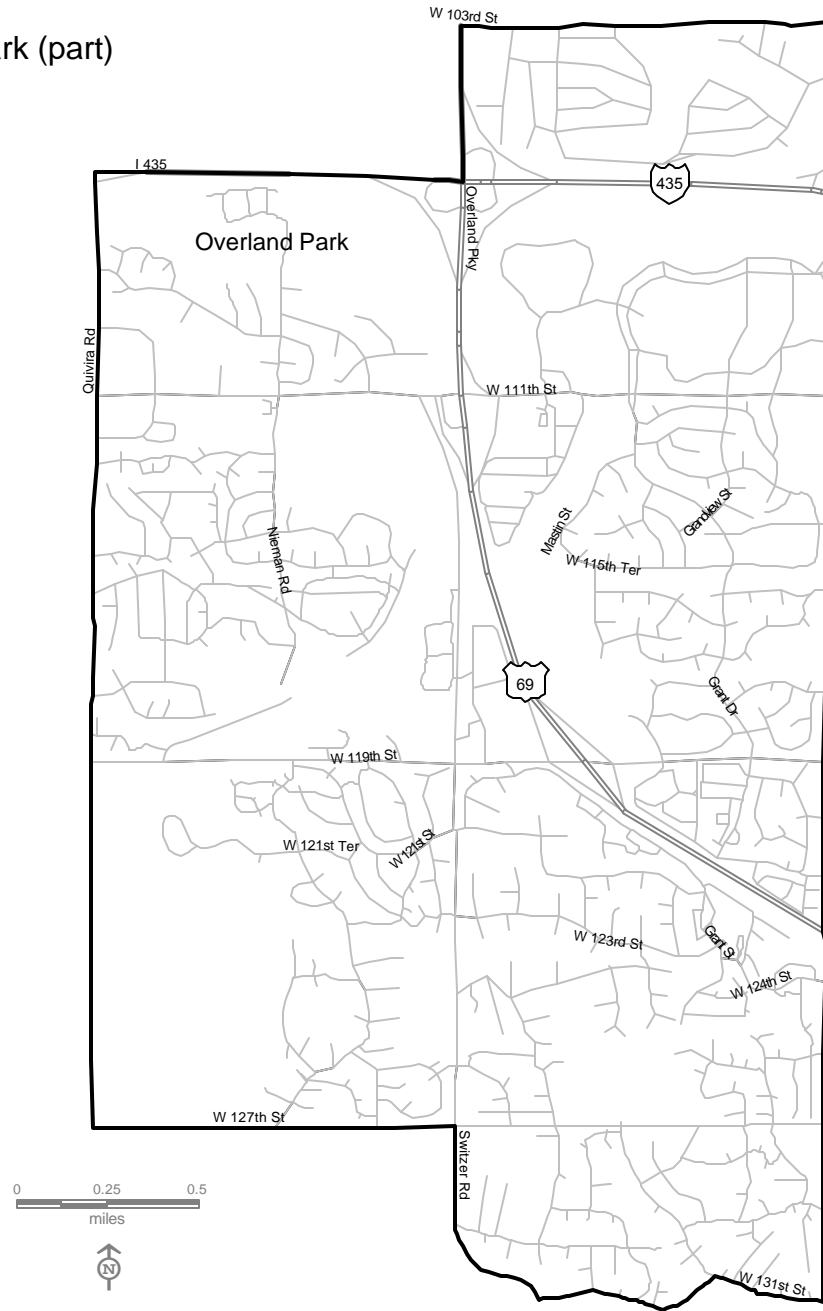 W 103rd St
rk (part)
I 435
435
Overland Pky
Overland Park
Quivira Rd
W 111th St
Grandview St
Mastin St
Nieman Rd
W 115th Ter
69
Grant Dr
W 119th St
W 121st Ter
W 121st St
W 123rd St
Grant St
W 124th St
W 127th St
Switzer Rd
0 0.25 0.5
miles
N
W 131st St